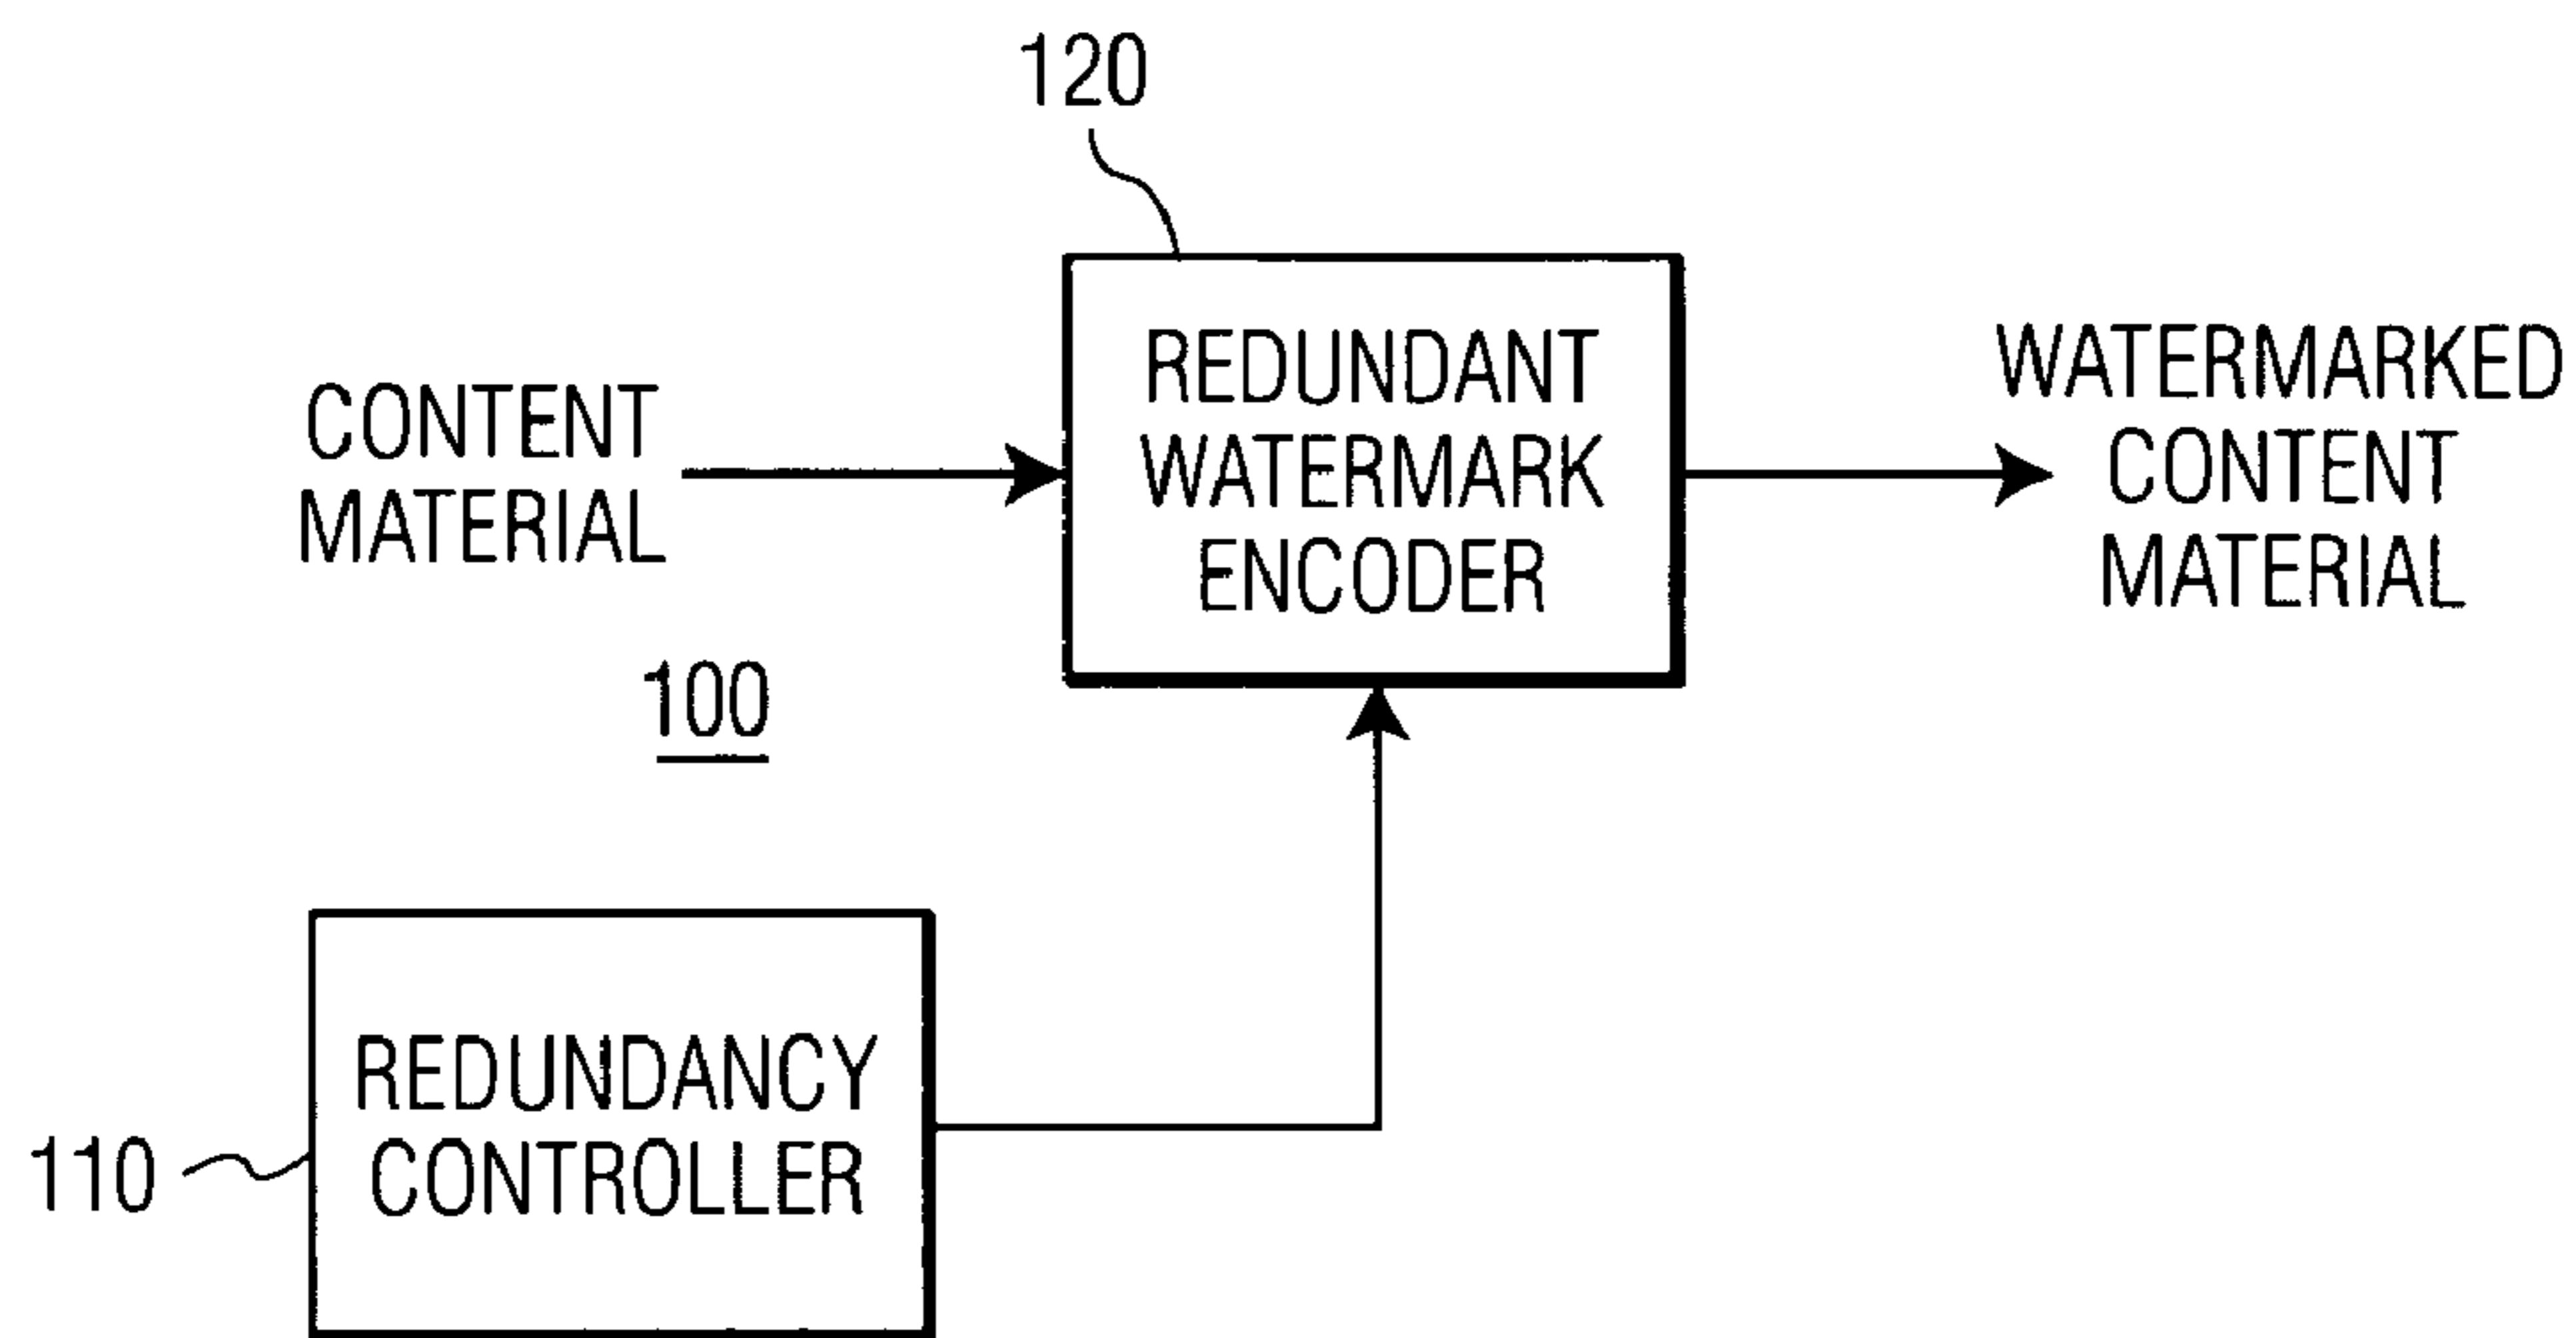 120
REDUNDANT
WATERMARK
ENCODER
CONTENT
MATERIAL
WATERMARKED
CONTENT
MATERIAL
100
REDUNDANCY
CONTROLLER
110